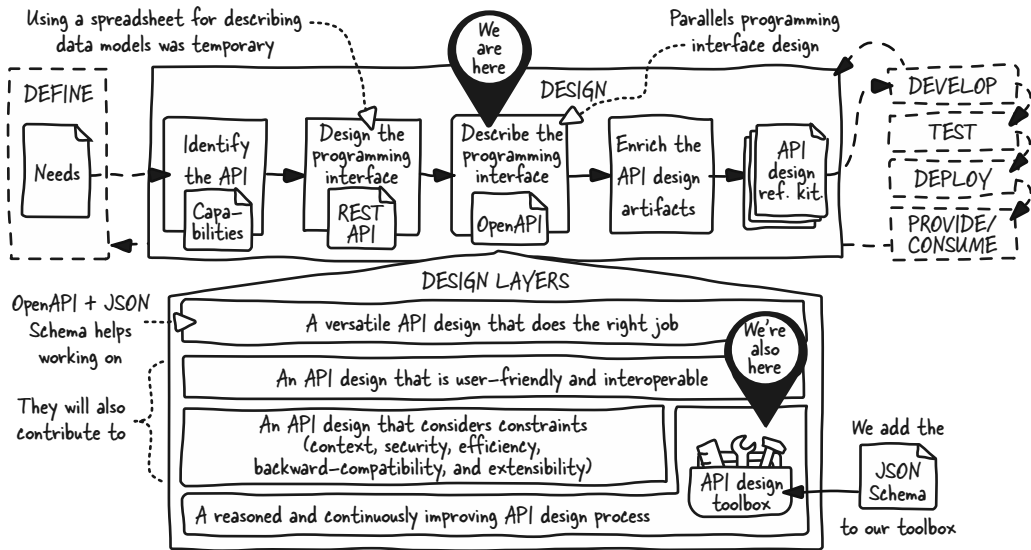 Using a spreadsheet for describing
data models was temporary
We
are
here
Parallels programming
interface design
DEFINE
Needs
DESIGN
Identify
the API
Capa-
bilities
Design the
programming
interface
REST
API
Describe the
programming
interface
OpenAPI
Enrich the
API design
artifacts
API
design
ref. kit.
DEVELOP
TEST
DEPLOY
PROVIDE/
CONSUME
DESIGN LAYERS
OpenAPI + JSON
Schema helps
working on
A versatile API design that does the right job
We're
also
here
An API design that is user-friendly and interoperable
They will also
contribute to
An API design that considers constraints
(context, security, efficiency,
backward-compatibility, and extensibility)
A reasoned and continuously improving API design process
API design
toolbox
We add the
JSON
Schema
to our toolbox